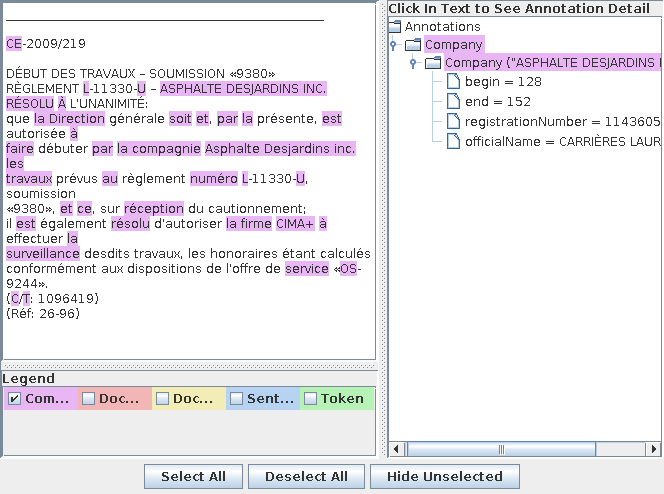 CE-2009/219
DÉBUT DES TRAVAUX – SOUMISSION «9380»
RÈGLEMENT L-11330-U – ASPHALTE DESJARDINS INC.
RÉSOLU À L'UNANIMITÉ:
que la Direction générale soit et, par la présente, est
autorisée à
faire débuter par la compagnie Asphalte Desjardins inc.
les
travaux prévus au règlement numéro L-11330-U,
soumission
«9380», et ce, sur réception du cautionnement;
il est également résolu d'autoriser la firme CIMA+ à
effectuer la
surveillance desdits travaux, les honoraires étant calculés
conformément aux dispositions de l'offre de service «OS-
9244».
(C/T: 1096419)
(Réf: 26-96)
Legend
Com...
Doc...
Doc...
Sent...
Token
Click In Text to See Annotation Detail
Annotations
Company
Company ("ASPHALTE DESJARDINS I
begin = 128
end = 152
registrationNumber = 1143605
officialName = CARRIÈRES LAUR
Select All
Deselect All
Hide Unselected